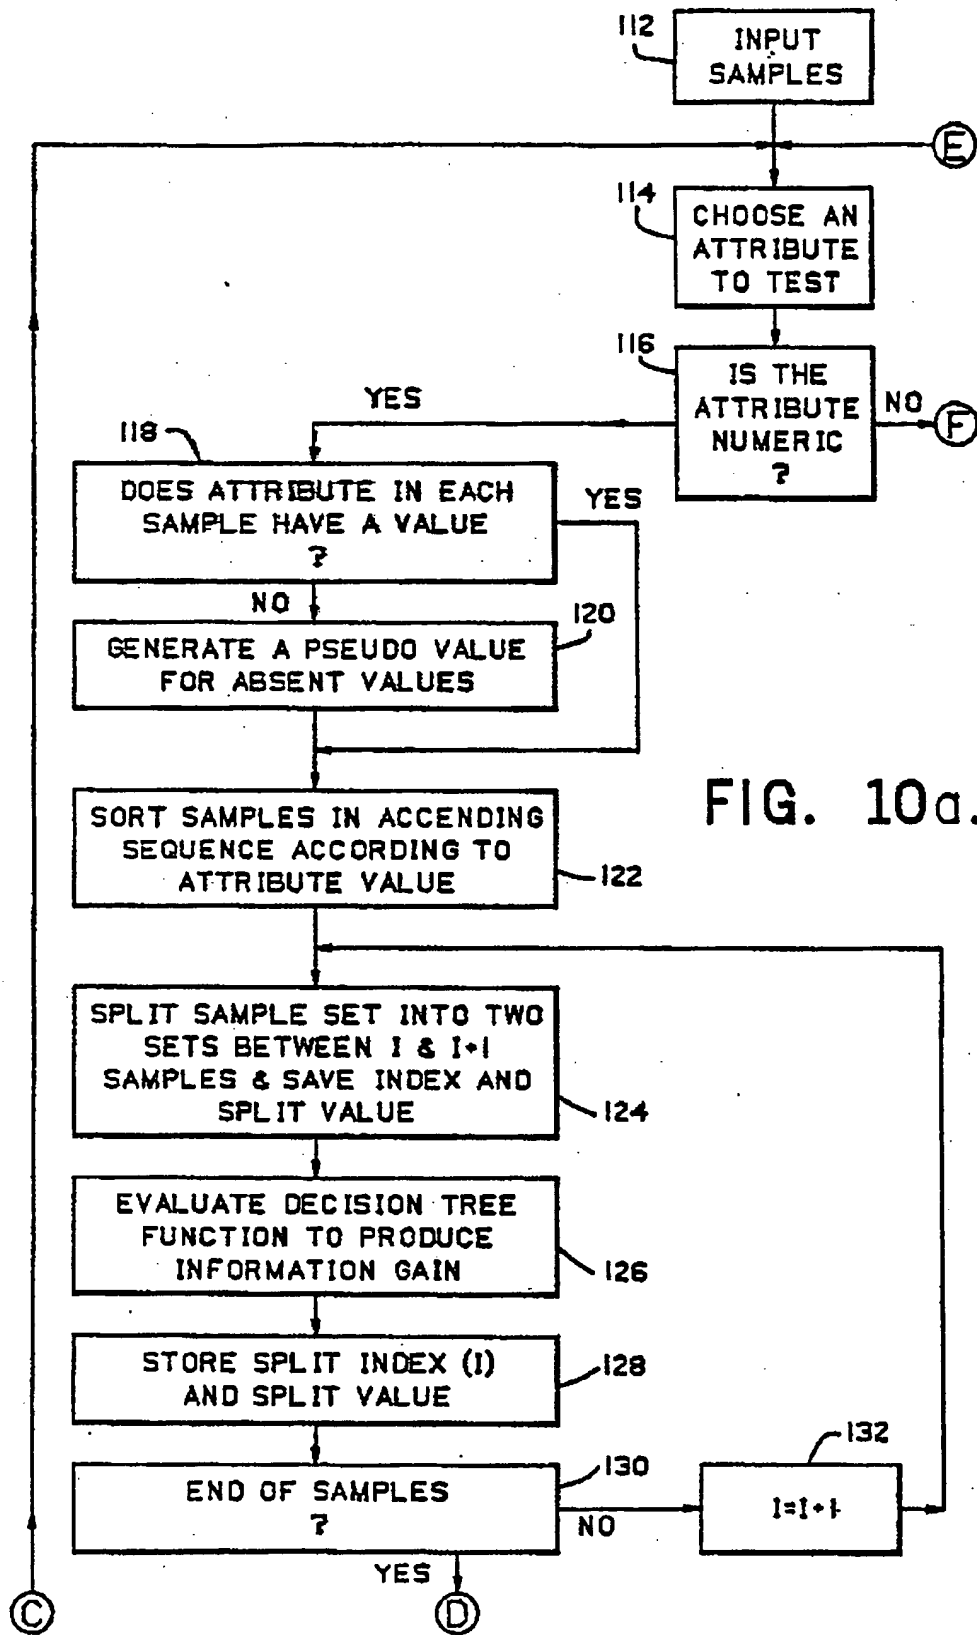 112
INPUT
SAMPLES
E
114
CHOOSE AN
ATTRIBUTE
TO TEST
116
IS THE
ATTRIBUTE
NUMERIC
?
YES
NO
F
118
DOES ATTRIBUTE IN EACH
SAMPLE HAVE A VALUE
?
YES
NO
120
GENERATE A PSEUDO VALUE
FOR ABSENT VALUES
FIG. 10a.
SORT SAMPLES IN ACCENDING
SEQUENCE ACCORDING TO
ATTRIBUTE VALUE
122
SPLIT SAMPLE SET INTO TWO
SETS BETWEEN I & I+1
SAMPLES & SAVE INDEX AND
SPLIT VALUE
124
EVALUATE DECISION TREE
FUNCTION TO PRODUCE
INFORMATION GAIN
126
STORE SPLIT INDEX (I)
AND SPLIT VALUE
128
END OF SAMPLES
?
130
NO
132
I=I+1
YES
C
D